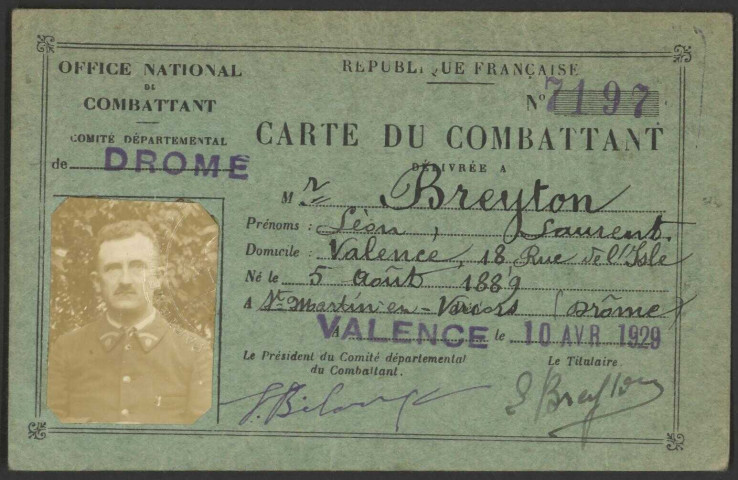 OFFICE NATIONAL
DU
COMBATTANT
COMITÉ DÉPARTEMENTAL
de DROME
RÉPUBLIQUE FRANÇAISE
N° 7197
CARTE DU COMBATTANT
DÉLIVRÉE A
M r Breyton
Prénoms : Léon, Laurent
Domicile : Valence, 18 Rue de l'Isle
Né le 5 Août 1889
A St Martin en-Vercors (Drôme)
A VALENCE le 10 AVR 1929
Le Président du Comité départemental
du Combattant.
Le Titulaire.
L Breyton